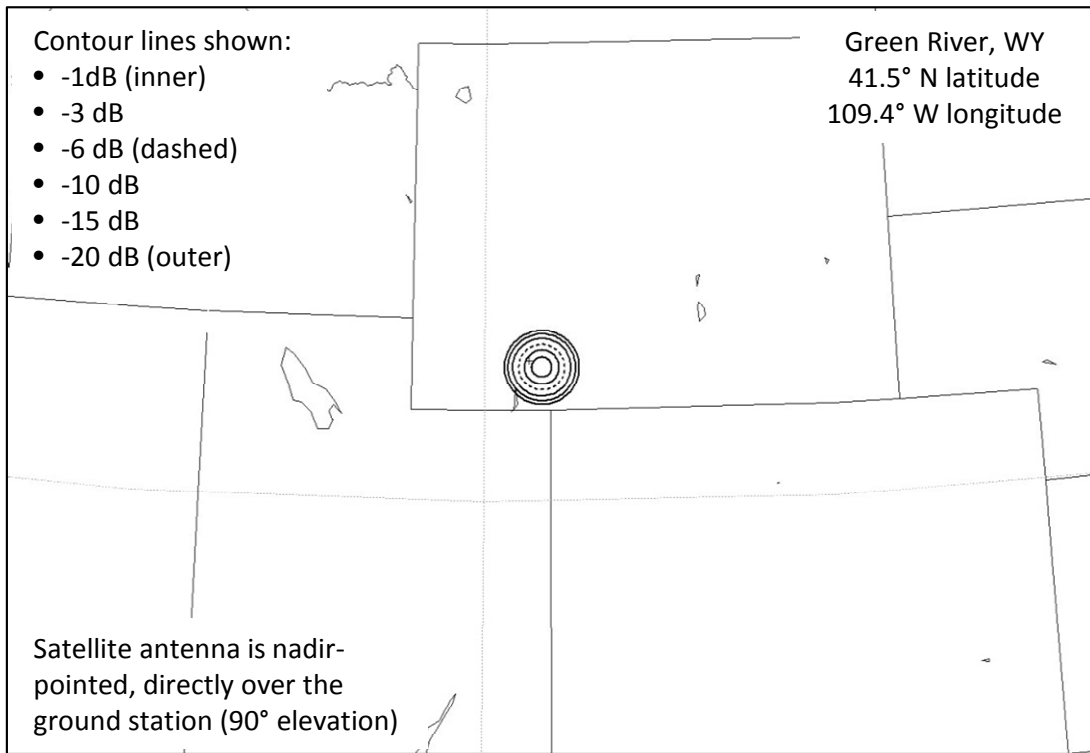 Contour lines shown:
• -1dB (inner)
• -3 dB
• -6 dB (dashed)
• -10 dB
• -15 dB
• -20 dB (outer)
Green River, WY
41.5° N latitude
109.4° W longitude
Satellite antenna is nadir-
pointed, directly over the
ground station (90° elevation)